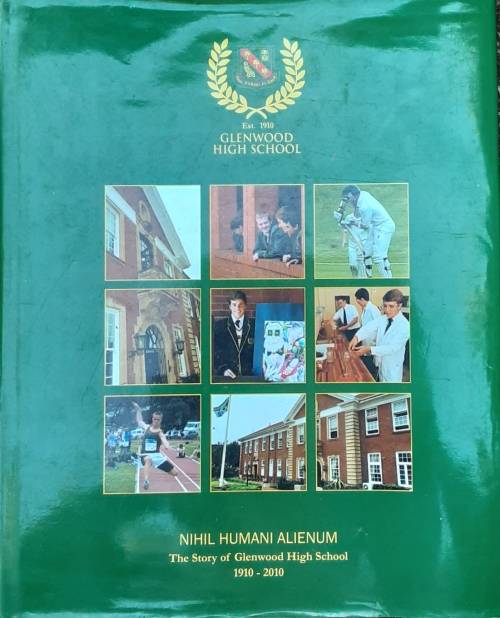 Est. 1910
GLENWOOD
HIGH SCHOOL
NIHIL HUMANI ALIENUM
The Story of Glenwood High School
1910 - 2010